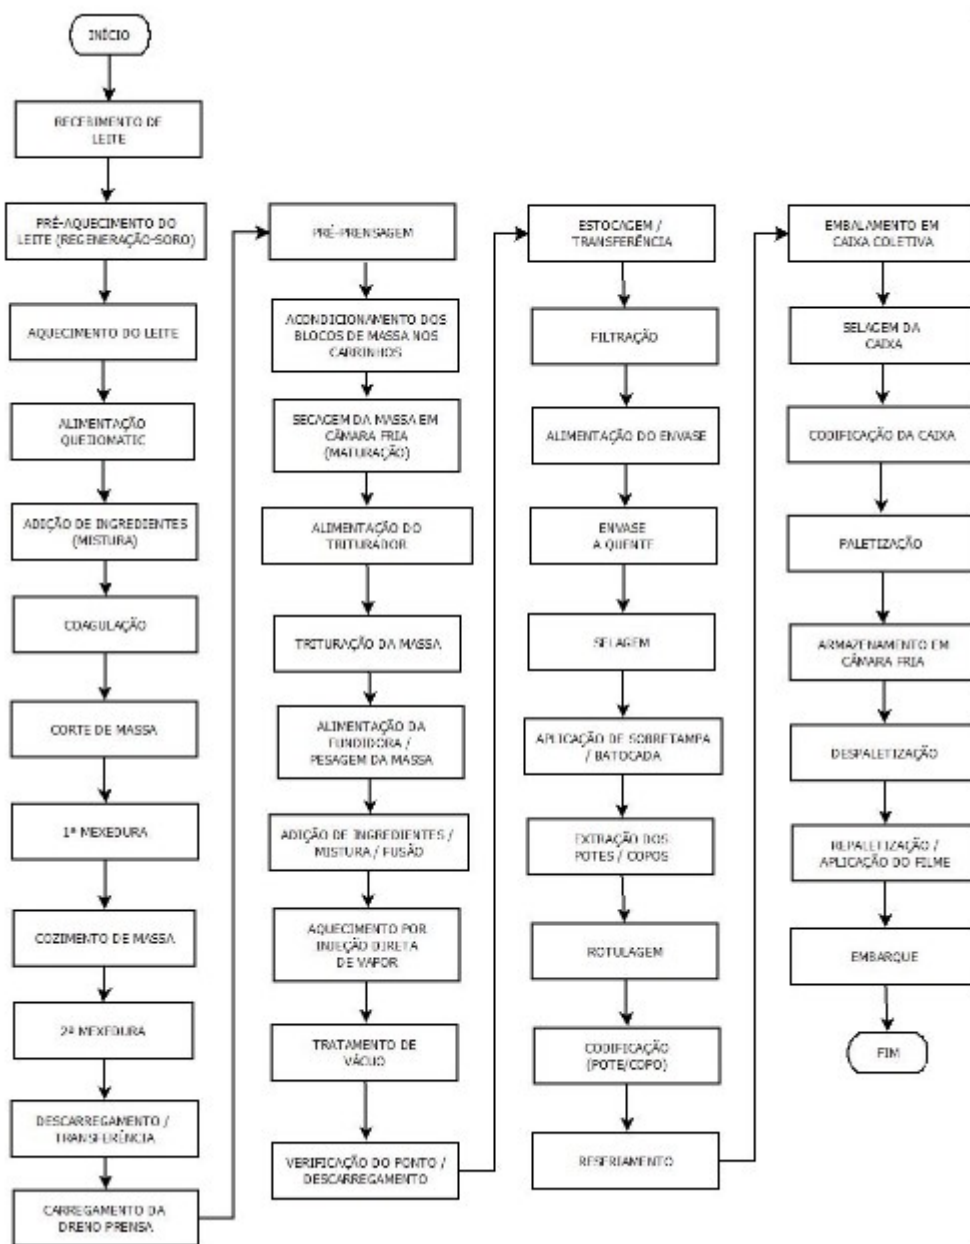 INÍCIO
RECEBIMENTO DE
LEITE
PRÉ-AQUECIMENTO DO
LEITE (REGENERAÇÃO-SORO)
AQUECIMENTO DO LEITE
ALIMENTAÇÃO
QUEIJOMATIC
ADIÇÃO DE INGREDIENTES
(MISTURA)
COAGULAÇÃO
CORTE DE MASSA
1ª MEXEDURA
COZIMENTO DE MASSA
2ª MEXEDURA
DESCARREGAMENTO /
TRANSFERÊNCIA
CARREGAMENTO DA
DRENO PRENSA
PRÉ-PRENSAGEM
ACONDICIONAMENTO DOS
BLOCOS DE MASSA NOS
CARRINHOS
SECAGEM DA MASSA EM
CÂMARA FRIA
(MATURAÇÃO)
ALIMENTAÇÃO DO
TRITURADOR
TRITURAÇÃO DA MASSA
ALIMENTAÇÃO DA
FUNDIDORA /
PESAGEM DA MASSA
ADIÇÃO DE INGREDIENTES /
MISTURA / FUSÃO
AQUECIMENTO POR
INJEÇÃO DIRETA
DE VAPOR
TRATAMENTO DE
VÁCUO
VERIFICAÇÃO DO PONTO /
DESCARREGAMENTO
ESTOCAGEM /
TRANSFERÊNCIA
FILTRAÇÃO
ALIMENTAÇÃO DO ENVASE
ENVASE
A QUENTE
SELAGEM
APLICAÇÃO DE SOBRETAMPA
/ BATOCADA
EXTRAÇÃO DOS
POTES / COPOS
ROTULAGEM
CODIFICAÇÃO
(POTE/COPO)
RESFRIAMENTO
EMBALAMENTO EM
CAIXA COLETIVA
SELAGEM DA
CAIXA
CODIFICAÇÃO DA CAIXA
PALETIZAÇÃO
ARMAZENAMENTO EM
CÂMARA FRIA
DESPALETIZAÇÃO
REPALETIZAÇÃO /
APLICAÇÃO DO FILME
EMBARQUE
FIM